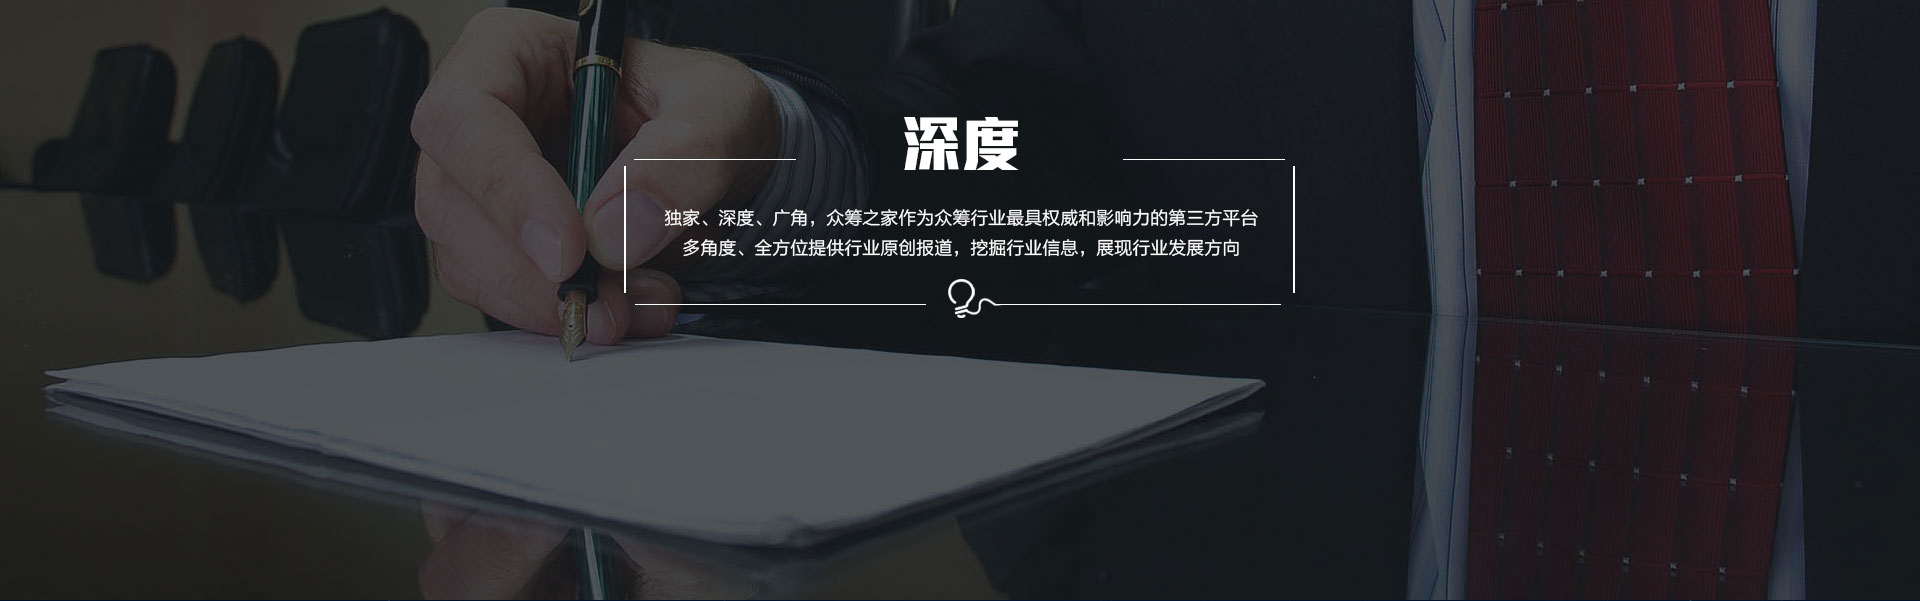 深度
独家、深度、广角，众筹之家作为众筹行业最具权威和影响力的第三方平台
多角度、全方位提供行业原创报道，挖掘行业信息，展现行业发展方向